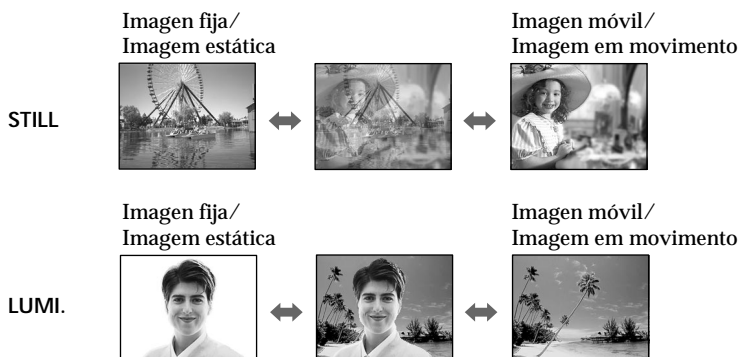 Imagen fija/
Imagem estática
Imagen móvil/
Imagem em movimento
STILL
Imagen fija/
Imagem estática
Imagen móvil/
Imagem em movimento
LUMI.